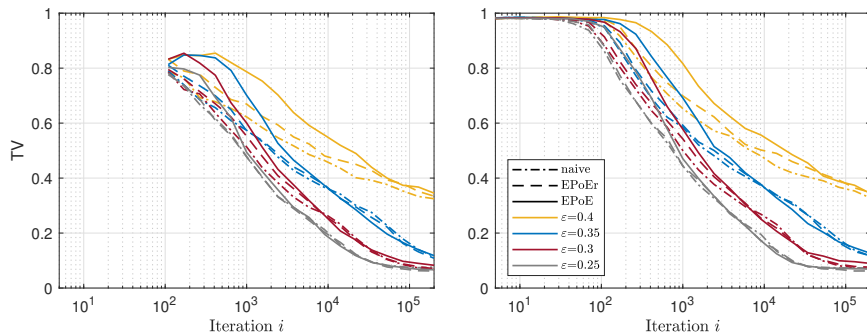 1
0.8
0.6
0.4
0.2
0
TV
10^1
10^2
10^3
10^4
10^5
Iteration i
1
0.8
0.6
0.4
0.2
0
naive
EPoEr
EPoE
ε=0.4
ε=0.35
ε=0.3
ε=0.25
10^1
10^2
10^3
10^4
10^5
Iteration i